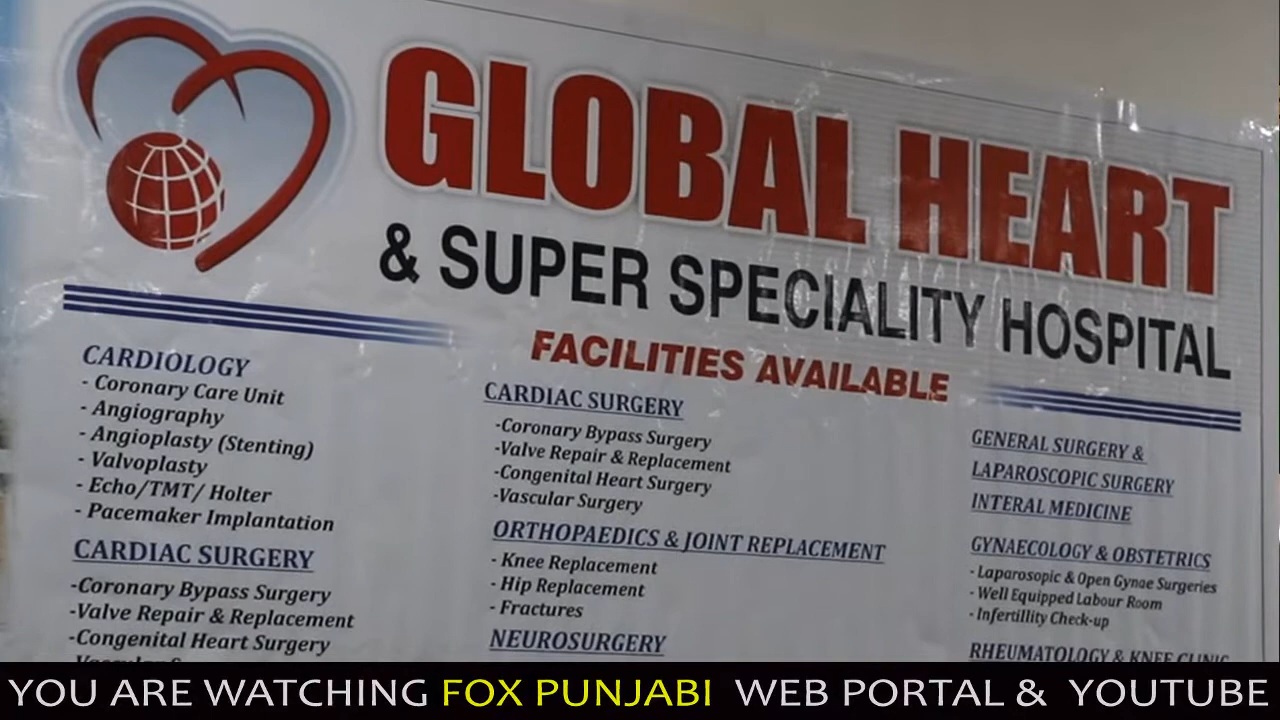 GLOBAL HEART
& SUPER SPECIALITY HOSPITAL
FACILITIES AVAILABLE
CARDIOLOGY
- Coronary Care Unit
- Angiography
- Angioplasty (Stenting)
- Valvoplasty
- Echo/TMT/ Holter
- Pacemaker Implantation
CARDIAC SURGERY
-Coronary Bypass Surgery
-Valve Repair & Replacement
-Congenital Heart Surgery
CARDIAC SURGERY
-Coronary Bypass Surgery
-Valve Repair & Replacement
-Congenital Heart Surgery
-Vascular Surgery
ORTHOPAEDICS & JOINT REPLACEMENT
- Knee Replacement
- Hip Replacement
- Fractures
NEUROSURGERY
GENERAL SURGERY &
LAPAROSCOPIC SURGERY
INTERAL MEDICINE
GYNAECOLOGY & OBSTETRICS
- Laparosopic & Open Gynae Surgeries
- Well Equipped Labour Room
- Infertillity Check-up
RHEUMATOLOGY & KNEE CLINIC
YOU ARE WATCHING FOX PUNJABI WEB PORTAL & YOUTUBE